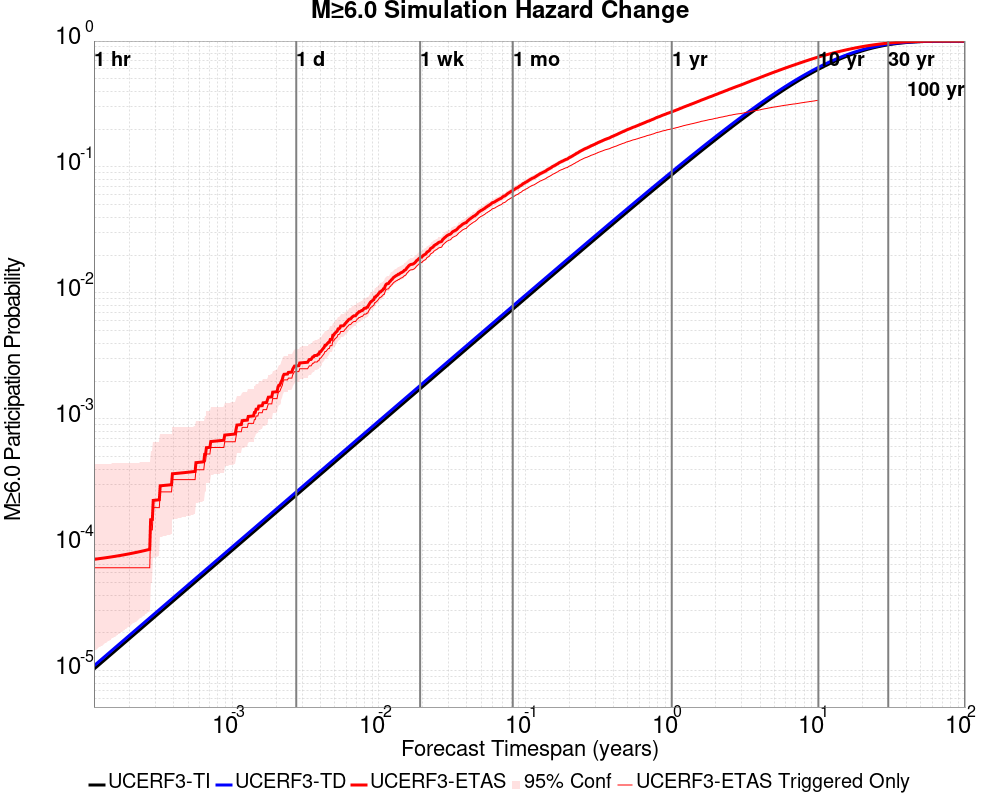 M≥6.0 Simulation Hazard Change
10^0
10^-1
10^-2
10^-3
10^-4
10^-5
M≥6.0 Participation Probability
1 hr
1 d
1 wk
1 mo
1 yr
10 yr
30 yr
100 yr
10^-3
10^-2
10^-1
10^0
10^1
10^2
Forecast Timespan (years)
UCERF3-TI
UCERF3-TD
UCERF3-ETAS
95% Conf
UCERF3-ETAS Triggered Only